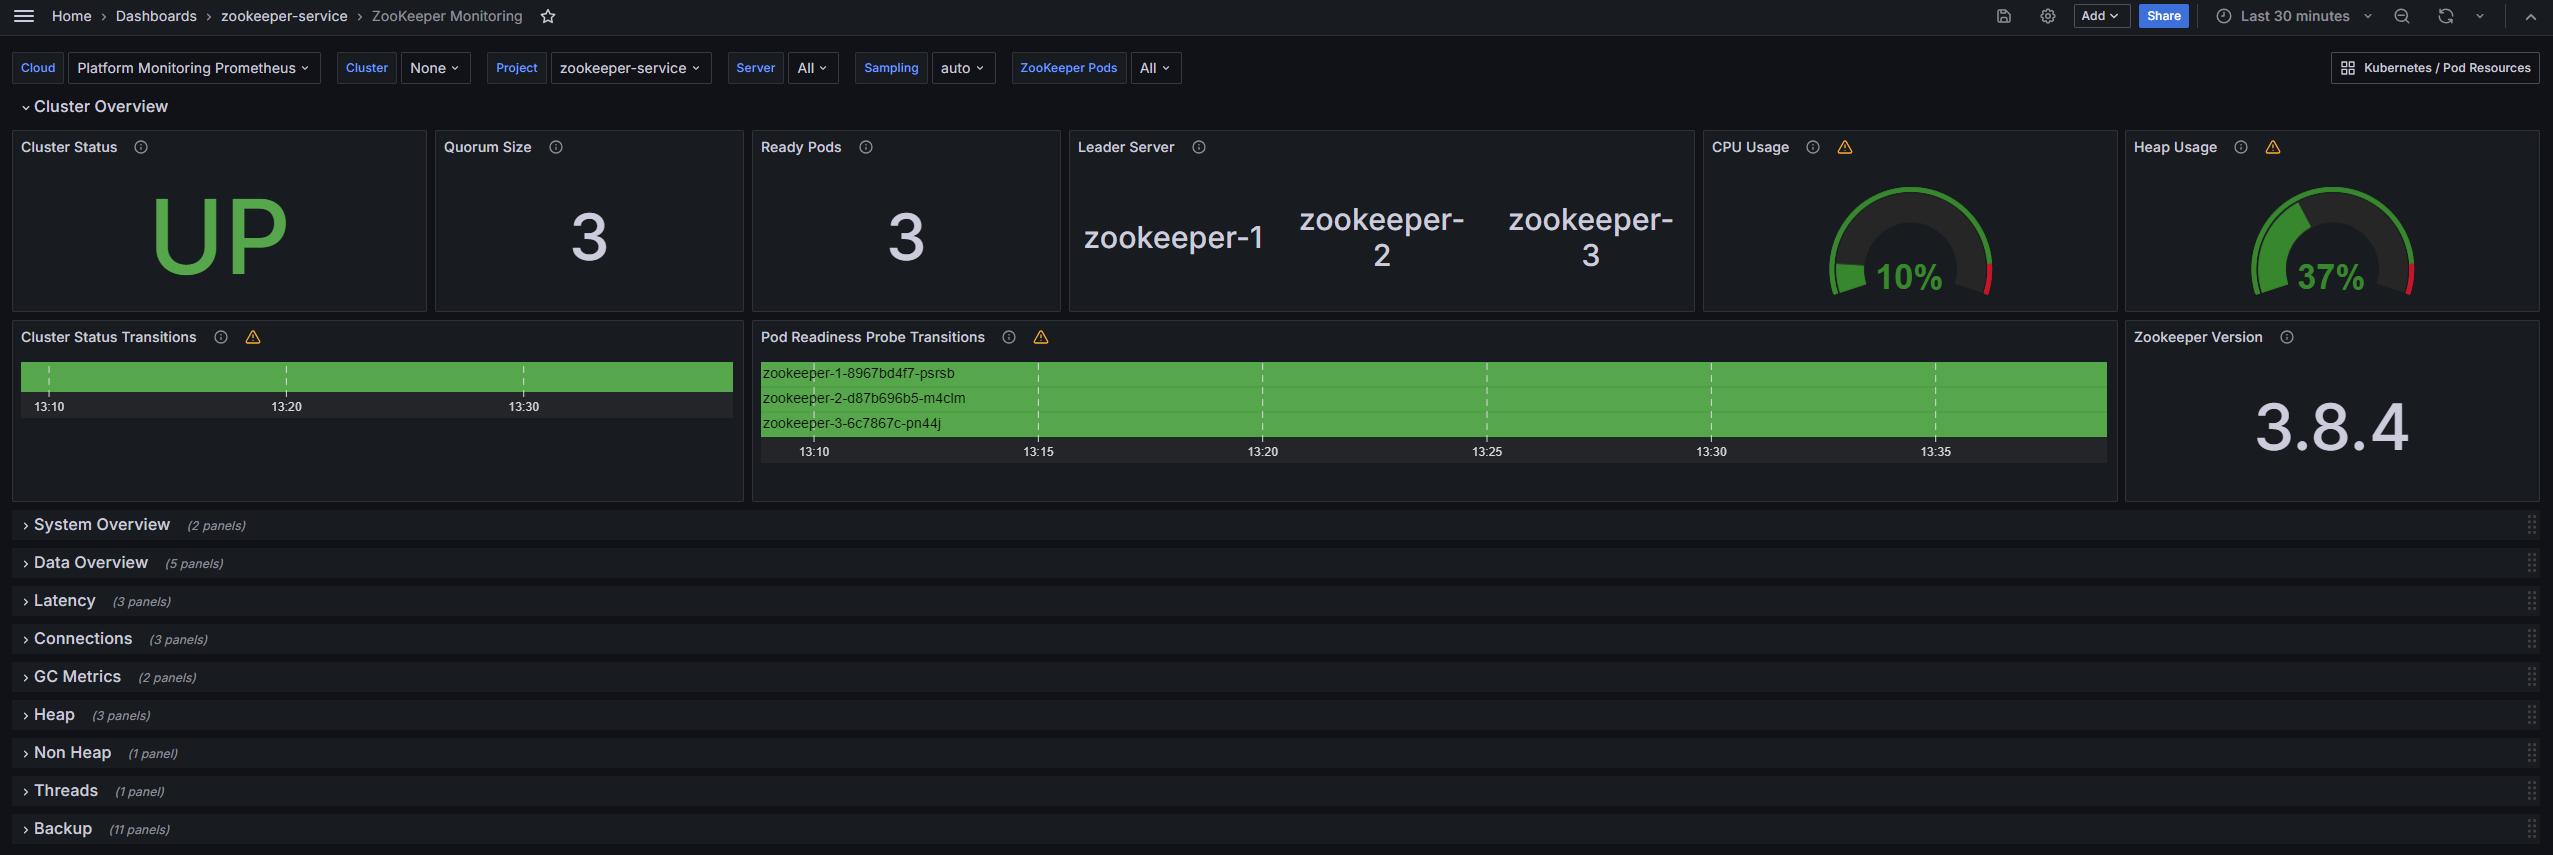 Home › Dashboards › zookeeper-service › ZooKeeper Monitoring
Add
Share
Last 30 minutes
Cloud Platform Monitoring Prometheus
Cluster None
Project zookeeper-service
Server All
Sampling auto
ZooKeeper Pods All
Kubernetes / Pod Resources
Cluster Overview
Cluster Status
UP
Quorum Size
3
Ready Pods
3
Leader Server
zookeeper-1
zookeeper-
2
zookeeper-
3
CPU Usage
10%
Heap Usage
37%
Cluster Status Transitions
13:10 13:20 13:30
Pod Readiness Probe Transitions
zookeeper-1-8967bd4f7-psrsb
zookeeper-2-d87b696b5-m4clm
zookeeper-3-6c7867c-pn44j
13:10 13:15 13:20 13:25 13:30 13:35
Zookeeper Version
3.8.4
System Overview (2 panels)
Data Overview (5 panels)
Latency (3 panels)
Connections (3 panels)
GC Metrics (2 panels)
Heap (3 panels)
Non Heap (1 panel)
Threads (1 panel)
Backup (11 panels)